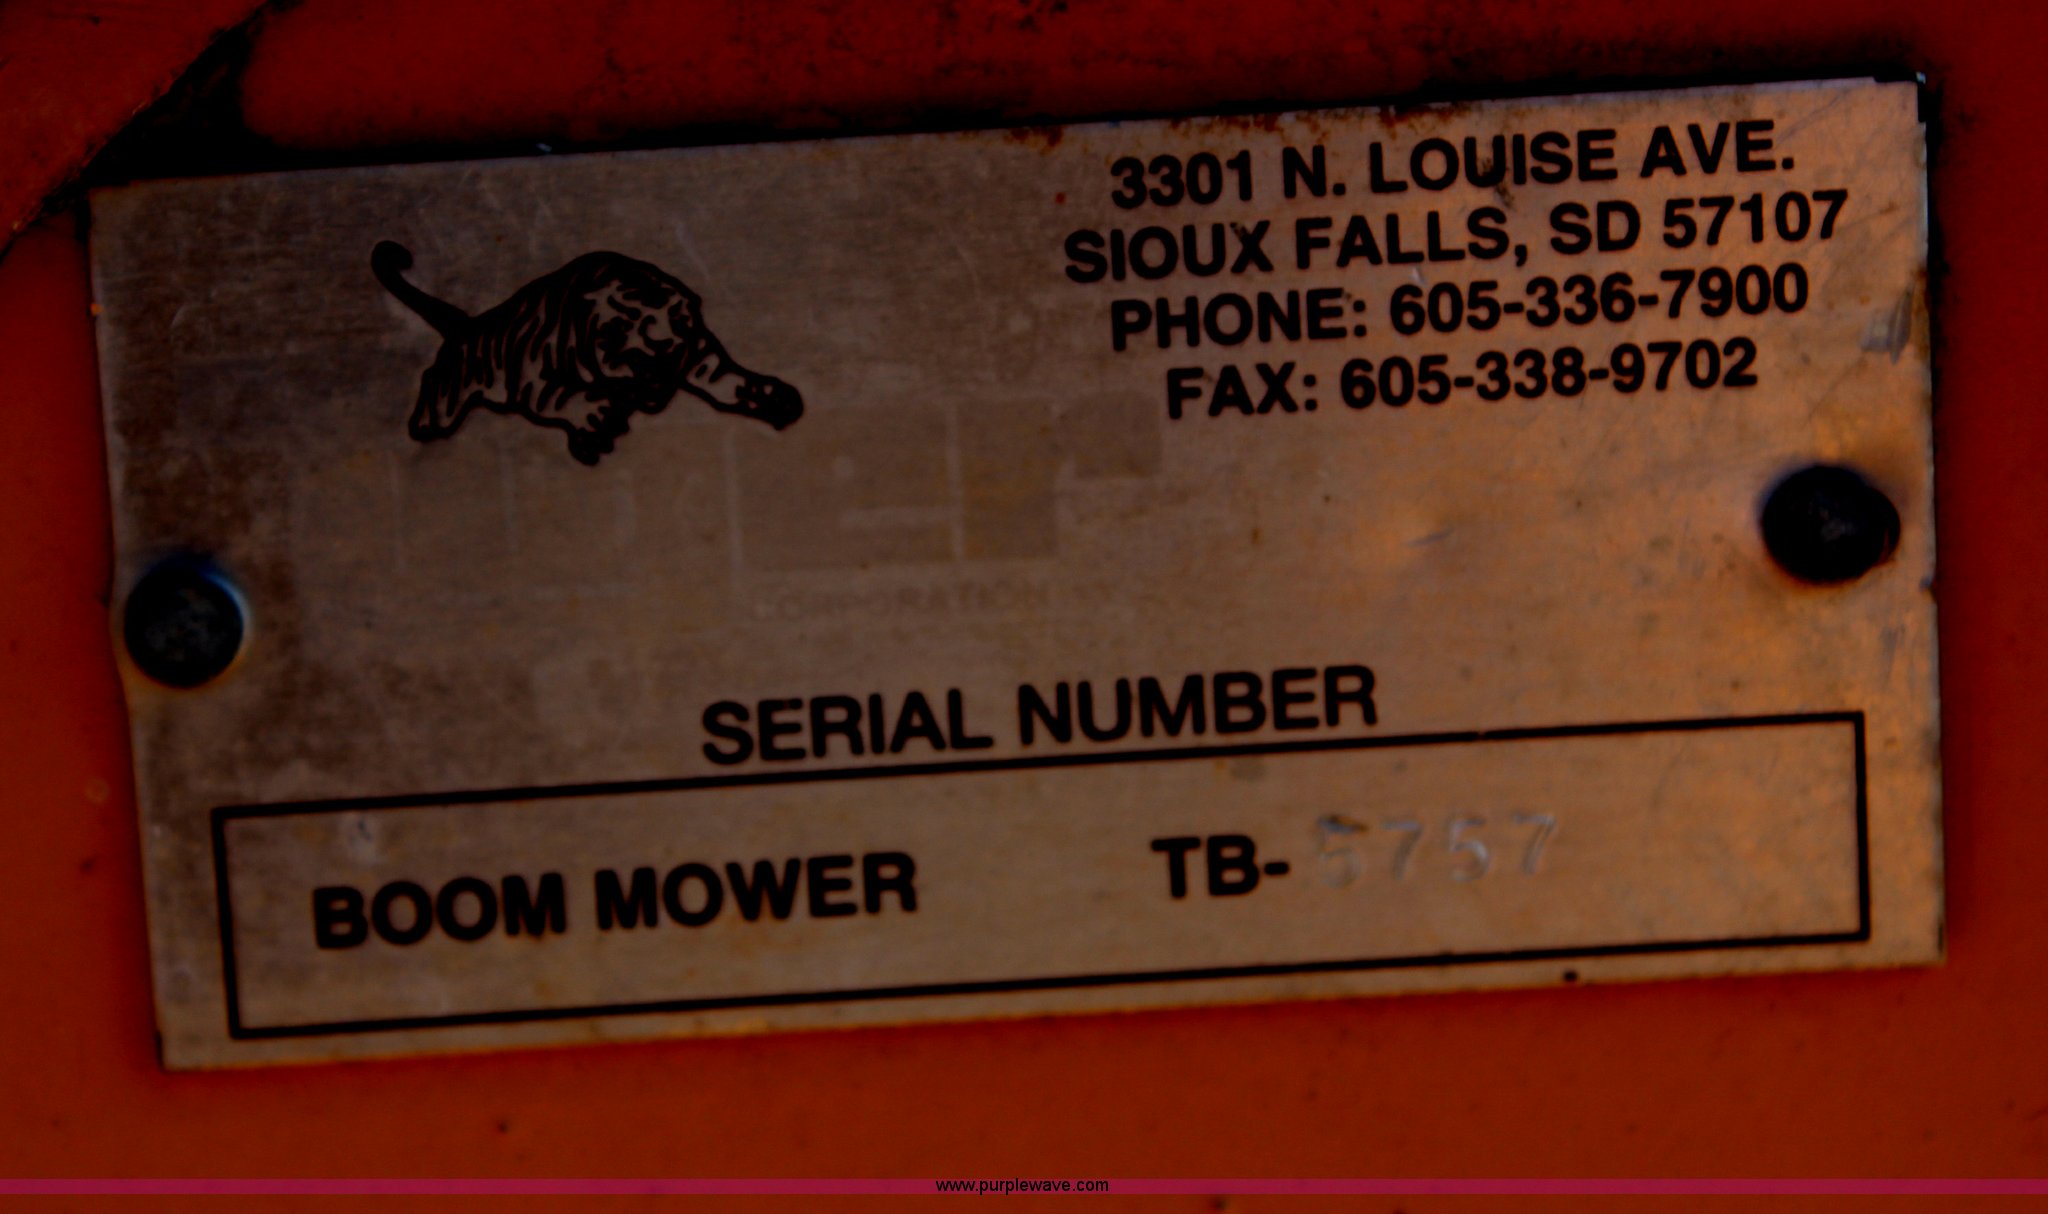 3301 N. LOUISE AVE.
SIOUX FALLS, SD 57107
PHONE: 605-336-7900
FAX: 605-338-9702
CORPORATION
SERIAL NUMBER
BOOM MOWER TB-5757
www.purplewave.com